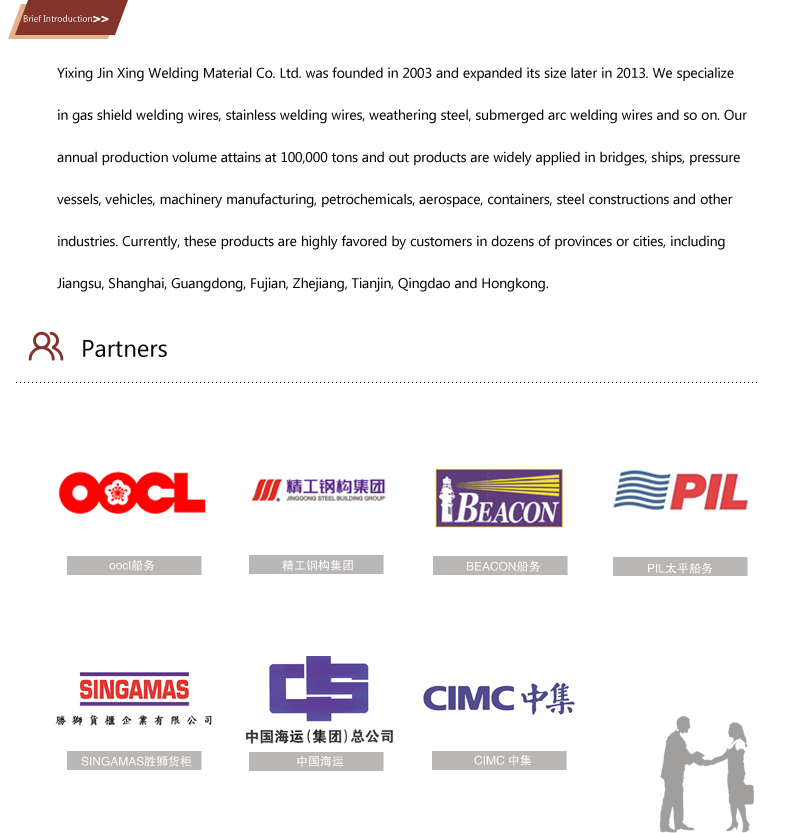 Brief Introduction>>
Yixing Jin Xing Welding Material Co. Ltd. was founded in 2003 and expanded its size later in 2013. We specialize
in gas shield welding wires, stainless welding wires, weathering steel, submerged arc welding wires and so on. Our
annual production volume attains at 100,000 tons and out products are widely applied in bridges, ships, pressure
vessels, vehicles, machinery manufacturing, petrochemicals, aerospace, containers, steel constructions and other
industries. Currently, these products are highly favored by customers in dozens of provinces or cities, including
Jiangsu, Shanghai, Guangdong, Fujian, Zhejiang, Tianjin, Qingdao and Hongkong.
Partners
OOCL
精工钢构集团
JINGGONG STEEL BUILDING GROUP
BEACON
PIL
oocl船务
精工钢构集团
BEACON船务
PIL太平船务
SINGAMAS
勝獅貨櫃企業有限公司
中国海运(集团)总公司
CIMC 中集
SINGAMAS胜狮货柜
中国海运
CIMC 中集